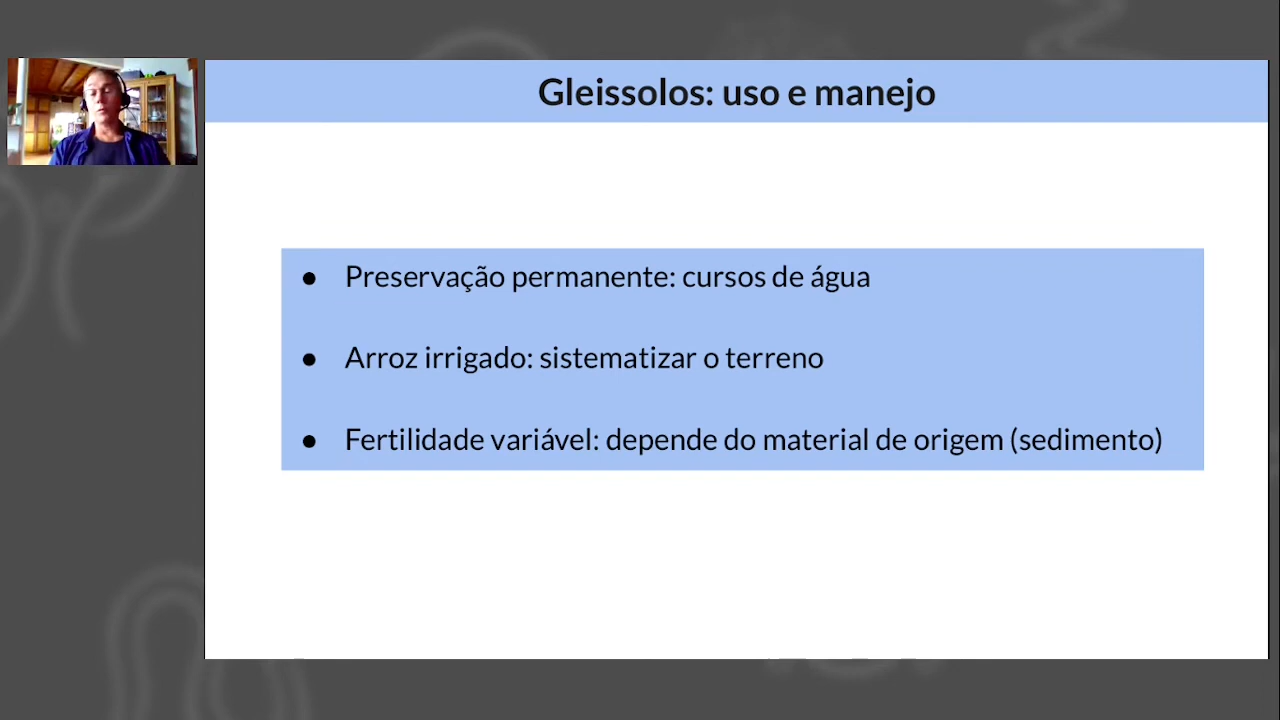 Gleissolos: uso e manejo
● Preservação permanente: cursos de água
● Arroz irrigado: sistematizar o terreno
● Fertilidade variável: depende do material de origem (sedimento)